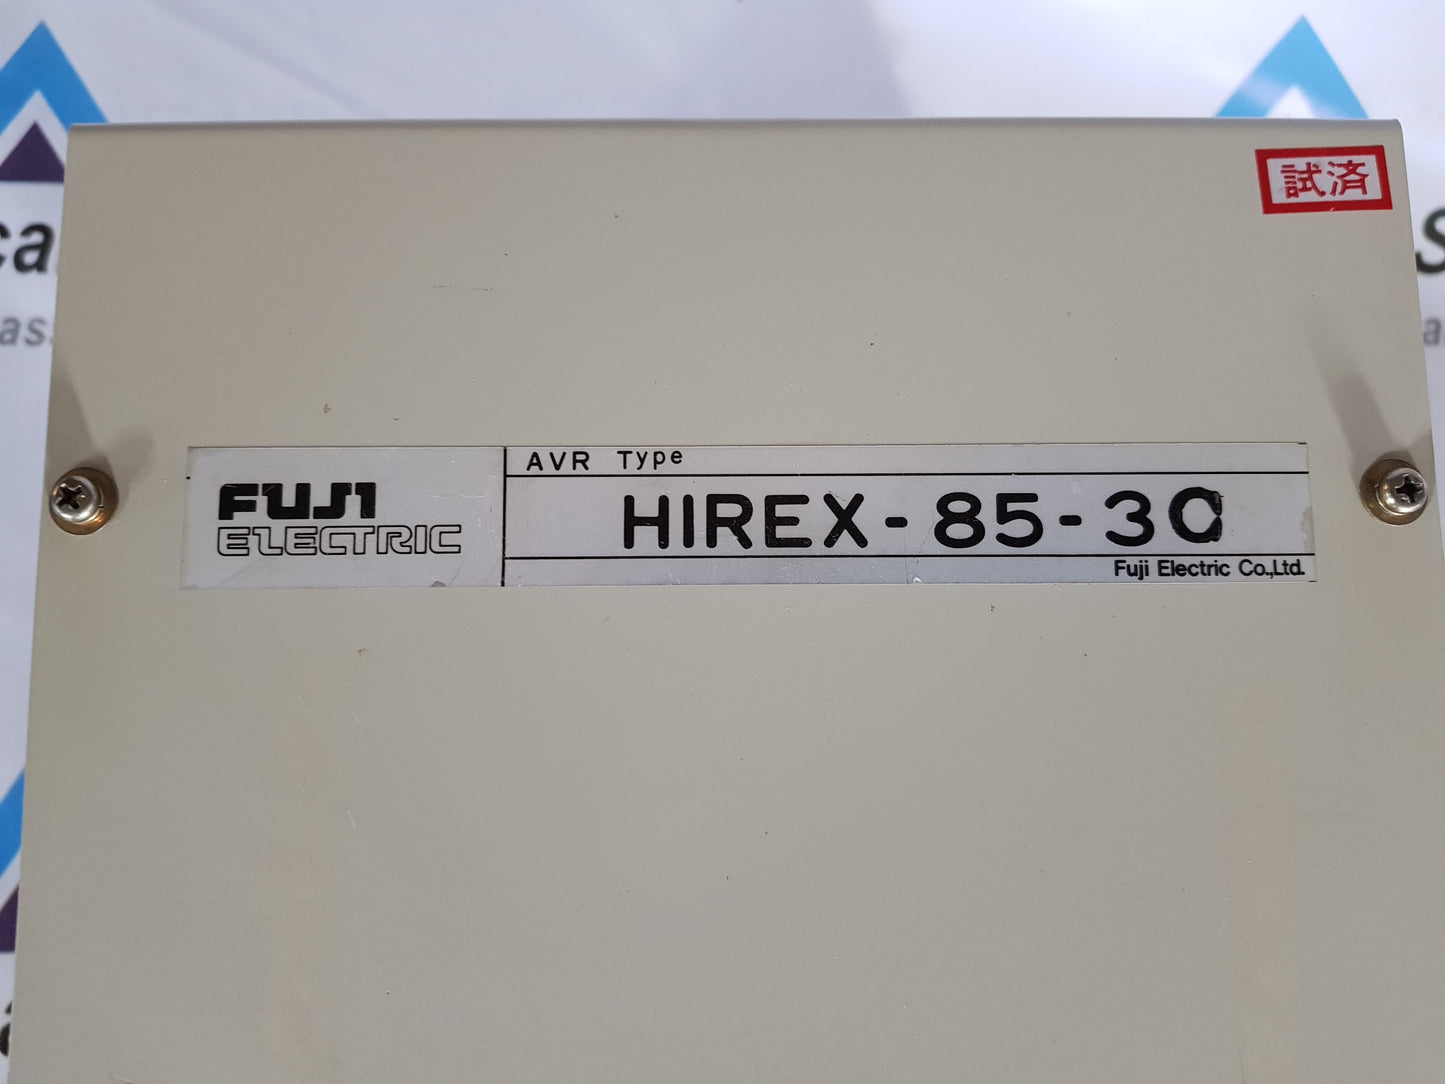 試済
AVR Type
FUJI
ELECTRIC
HIREX-85-30
Fuji Electric Co.,Ltd.